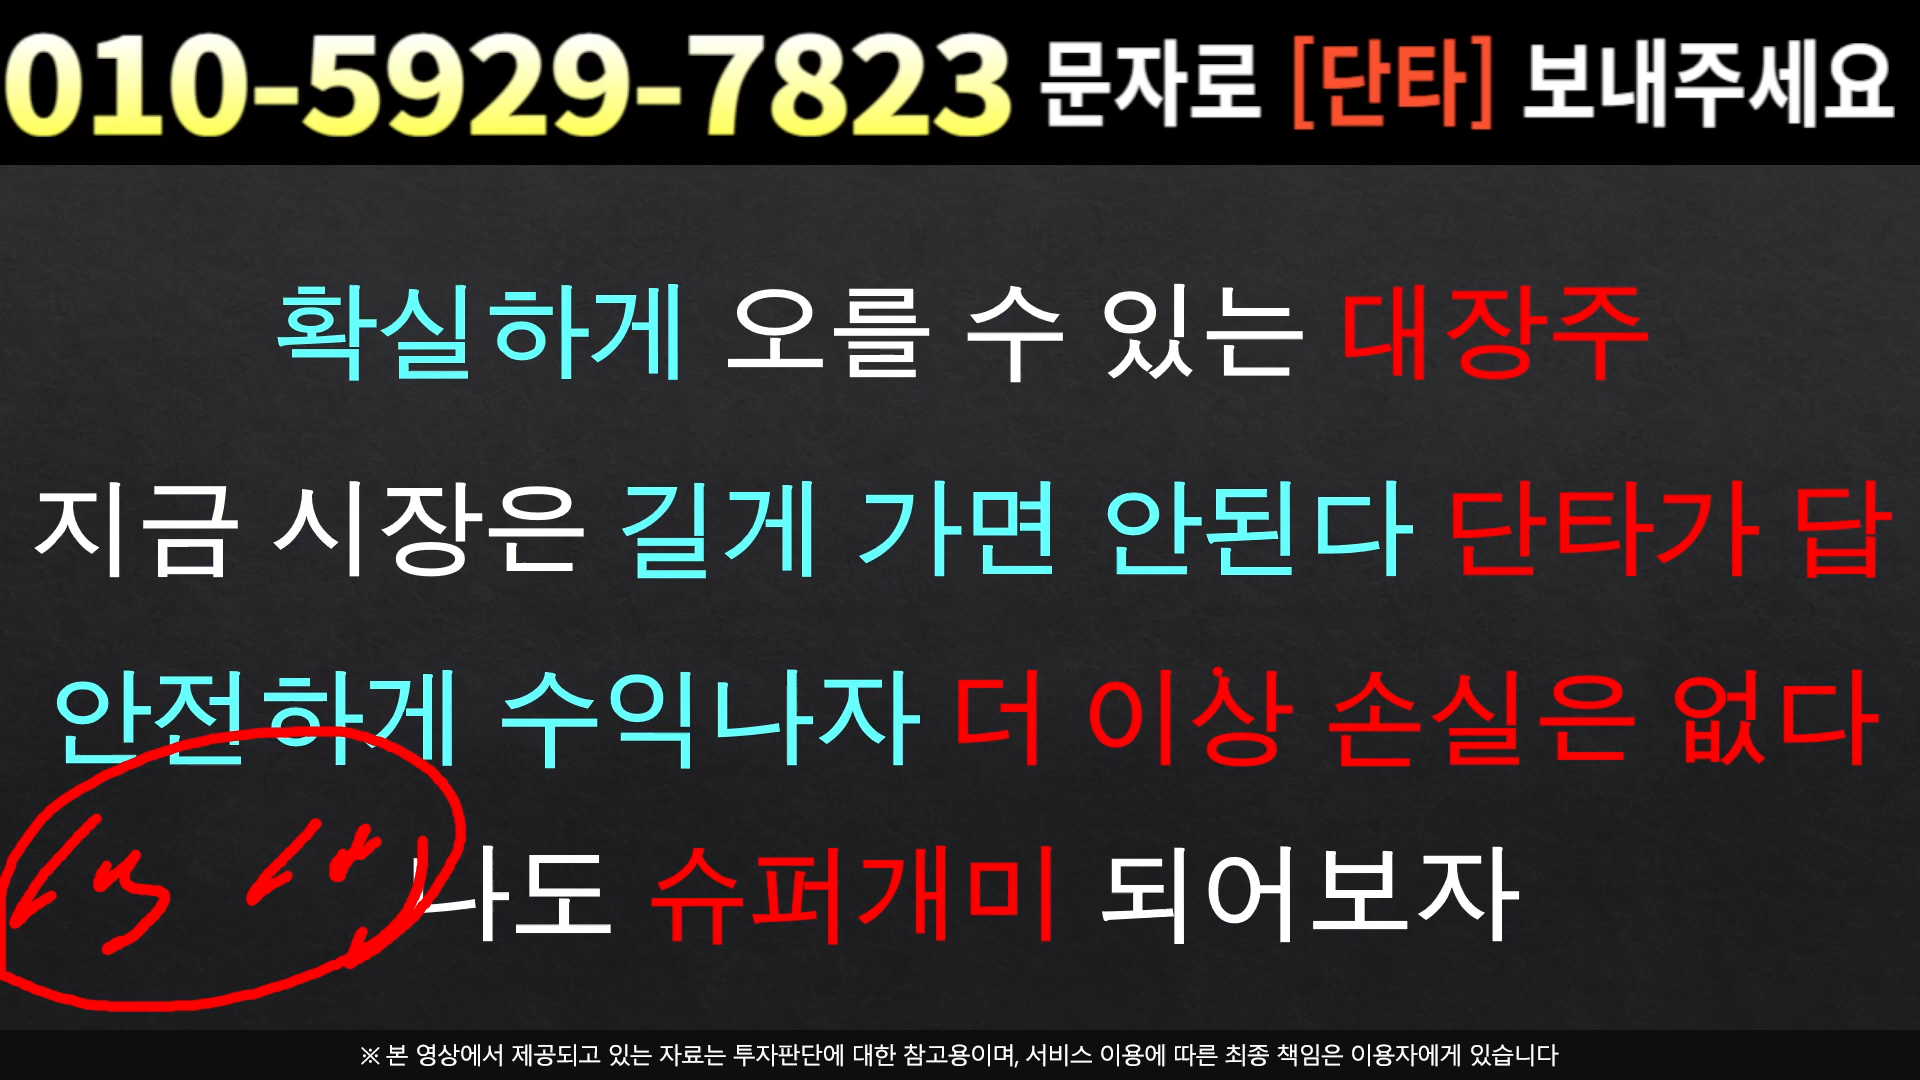 010-5929-7823 문자로 [단타] 보내주세요
확실하게 오를 수 있는 대장주
지금 시장은 길게 가면 안된다 단타가 답
안전하게 수익나자 더 이상 손실은 없다
나도 슈퍼개미 되어보자
※ 본 영상에서 제공되고 있는 자료는 투자판단에 대한 참고용이며, 서비스 이용에 따른 최종 책임은 이용자에게 있습니다